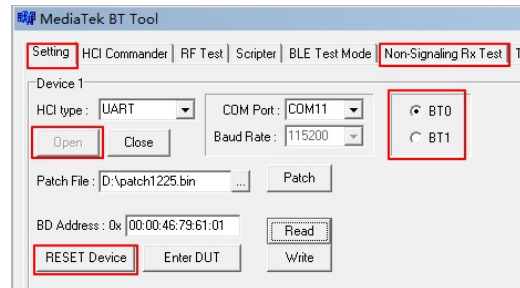 MediaTek BT Tool
Setting HCI Commander RF Test Scripter BLE Test Mode Non-Signaling Rx Test
Device 1
HCI type : UART COM Port : COM11 BT0
Open Close Baud Rate : 115200 BT1
Patch File : D:\patch1225.bin ... Patch
BD Address : 0x 00:00:46:79:61:01 Read
RESET Device Enter DUT Write